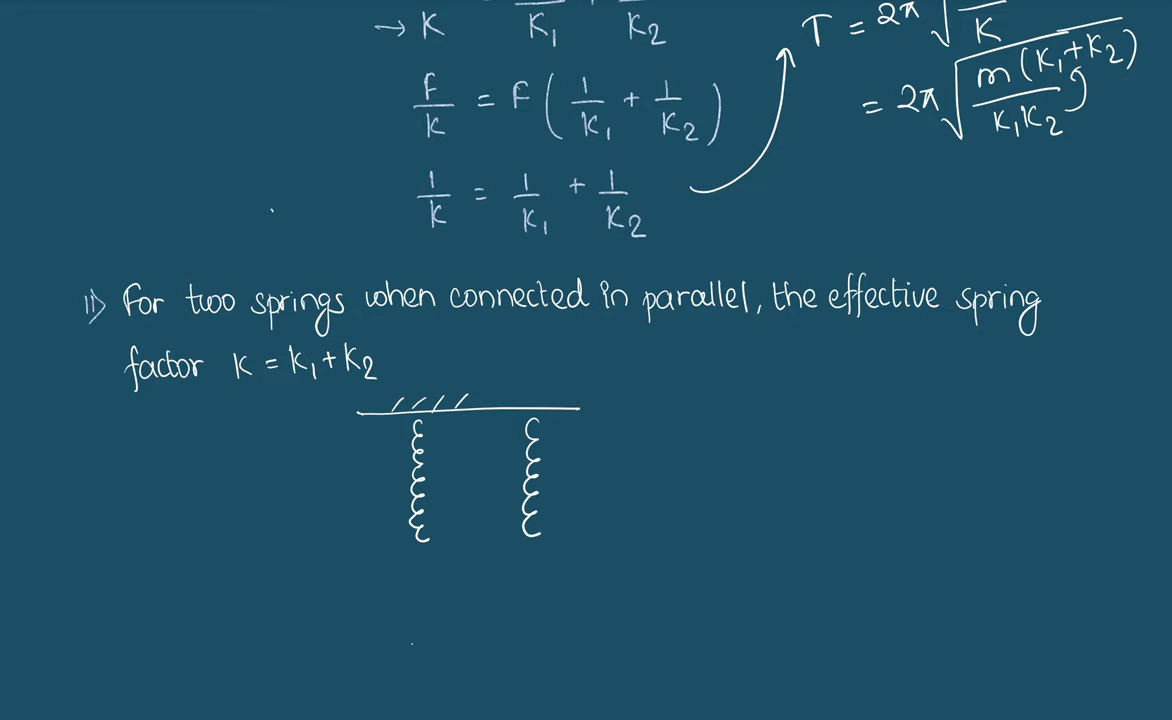 → K K₁ K₂
T = 2π √ K
= 2π √ m(K₁+K₂) / K₁K₂ )
F/K = F ( 1/K₁ + 1/K₂ )
1/K = 1/K₁ + 1/K₂
11) For two springs when connected in parallel, the effective spring
factor K = K₁+K₂